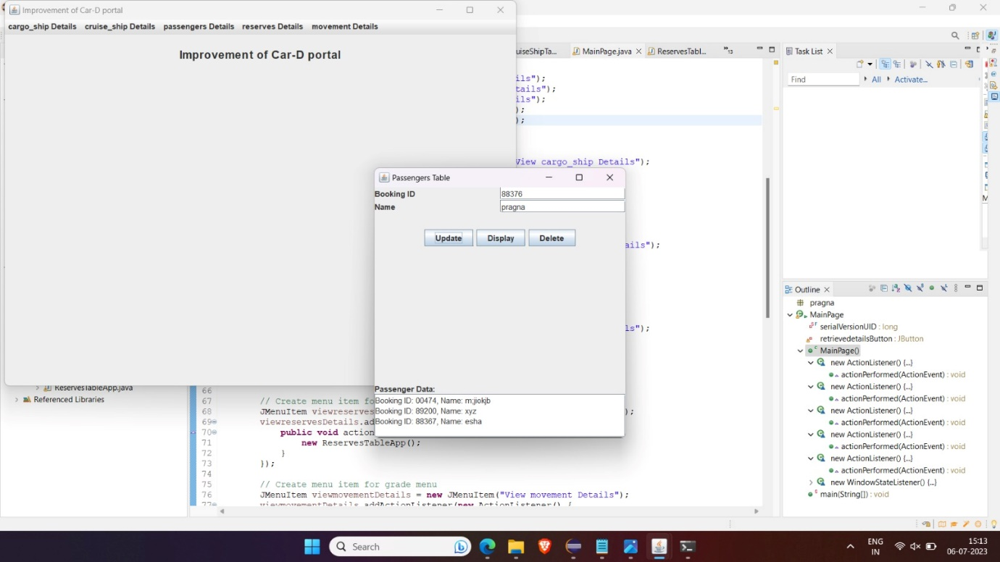 Improvement of Car-D portal
cargo_ship Details cruise_ship Details passengers Details reserves Details movement Details
Improvement of Car-D portal
MainPage.java ReservesTabl... 13
Task List
Find All Activate...
ils");
tails");
ils");
);
);
View cargo_ship Details");
ails");
ls");
Passengers Table
Booking ID 88376
Name pragna
Update Display Delete
Passenger Data:
Booking ID: 00474, Name: m;jiokjb
Booking ID: 89200, Name: xyz
Booking ID: 88367, Name: esha
Outline
pragna
MainPage
serialVersionUID : long
retrievedetailsButton : JButton
MainPage()
new ActionListener() {...}
actionPerformed(ActionEvent) : void
new ActionListener() {...}
actionPerformed(ActionEvent) : void
new ActionListener() {...}
actionPerformed(ActionEvent) : void
new ActionListener() {...}
actionPerformed(ActionEvent) : void
new ActionListener() {...}
actionPerformed(ActionEvent) : void
new WindowStateListener() {...}
main(String[]) : void
ReservesTableApp.java
Referenced Libraries
66
67 // Create menu item fo
68 JMenuItem viewreserves );
69 viewreservesDetails.ad
70 public void action
71 new ReservesTableApp();
72 }
73 });
74
75 // Create menu item for grade menu
76 JMenuItem viewmovementDetails = new JMenuItem("View movement Details");
77 viewmovementDetails.addActionListener(new ActionListener() {
Search
ENG
IN
15:13
06-07-2023